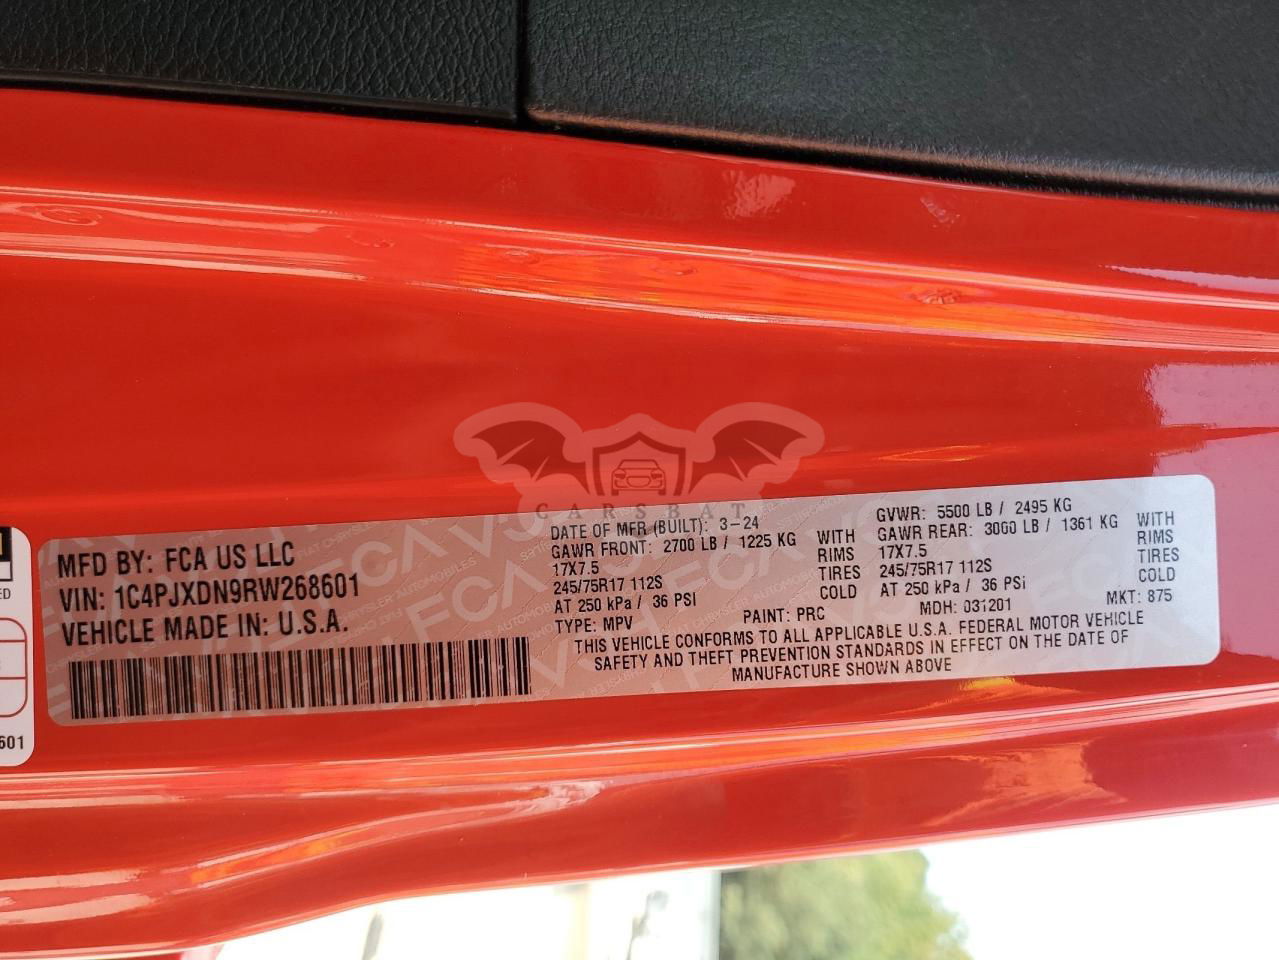 CARSBAT
MFD BY: FCA US LLC
VIN: 1C4PJXDN9RW268601
VEHICLE MADE IN: U.S.A.
DATE OF MFR (BUILT): 3-24
GAWR FRONT: 2700 LB / 1225 KG WITH
17X7.5 RIMS
245/75R17 112S TIRES
AT 250 kPa / 36 PSI COLD
TYPE: MPV PAINT: PRC
GVWR: 5500 LB / 2495 KG
GAWR REAR: 3000 LB / 1361 KG WITH
17X7.5 RIMS
245/75R17 112S TIRES
AT 250 kPa / 36 PSI COLD
MDH: 031201 MKT: 875
THIS VEHICLE CONFORMS TO ALL APPLICABLE U.S.A. FEDERAL MOTOR VEHICLE
SAFETY AND THEFT PREVENTION STANDARDS IN EFFECT ON THE DATE OF
MANUFACTURE SHOWN ABOVE
601